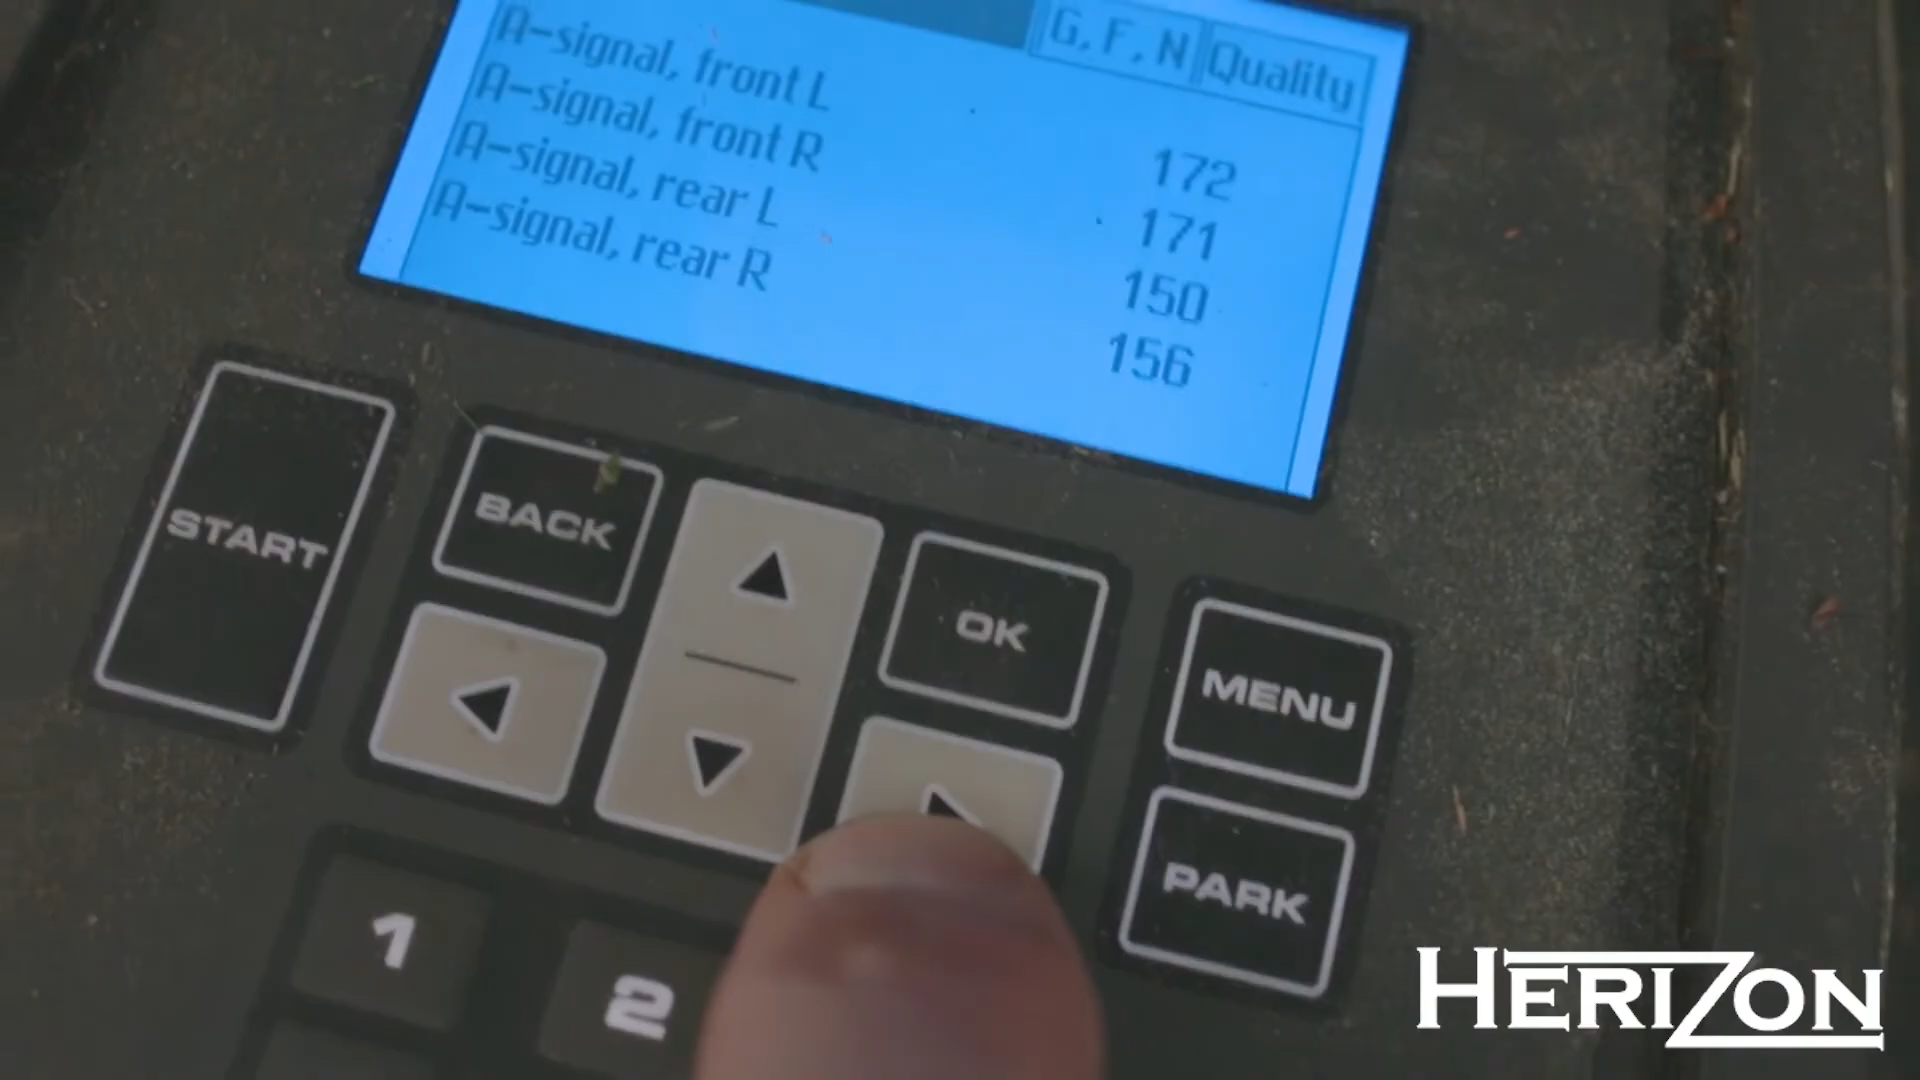 G, F, N Quality
A-signal, front L 172
A-signal, front R 171
A-signal, rear L 150
A-signal, rear R 156
START
BACK
OK
MENU
PARK
1
2
HERIZON